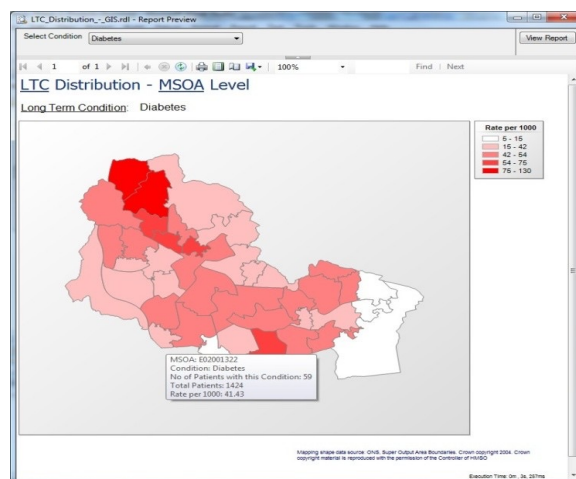 LTC_Distribution_-_GIS.rdl - Report Preview
Select Condition Diabetes View Report
1 of 1 100% Find | Next
LTC Distribution - MSOA Level
Long Term Condition: Diabetes
Rate per 1000
5 - 15
15 - 42
42 - 54
54 - 75
75 - 130
MSOA: E02001322
Condition: Diabetes
No of Patients with this Condition: 59
Total Patients: 1424
Rate per 1000: 41.43
Mapping shape data source: ONS, Super Output Area Boundaries. Crown copyright 2004. Crown
copyright material is reproduced with the permission of the Controller of HMSO
Execution Time: 0m , 3s, 257ms